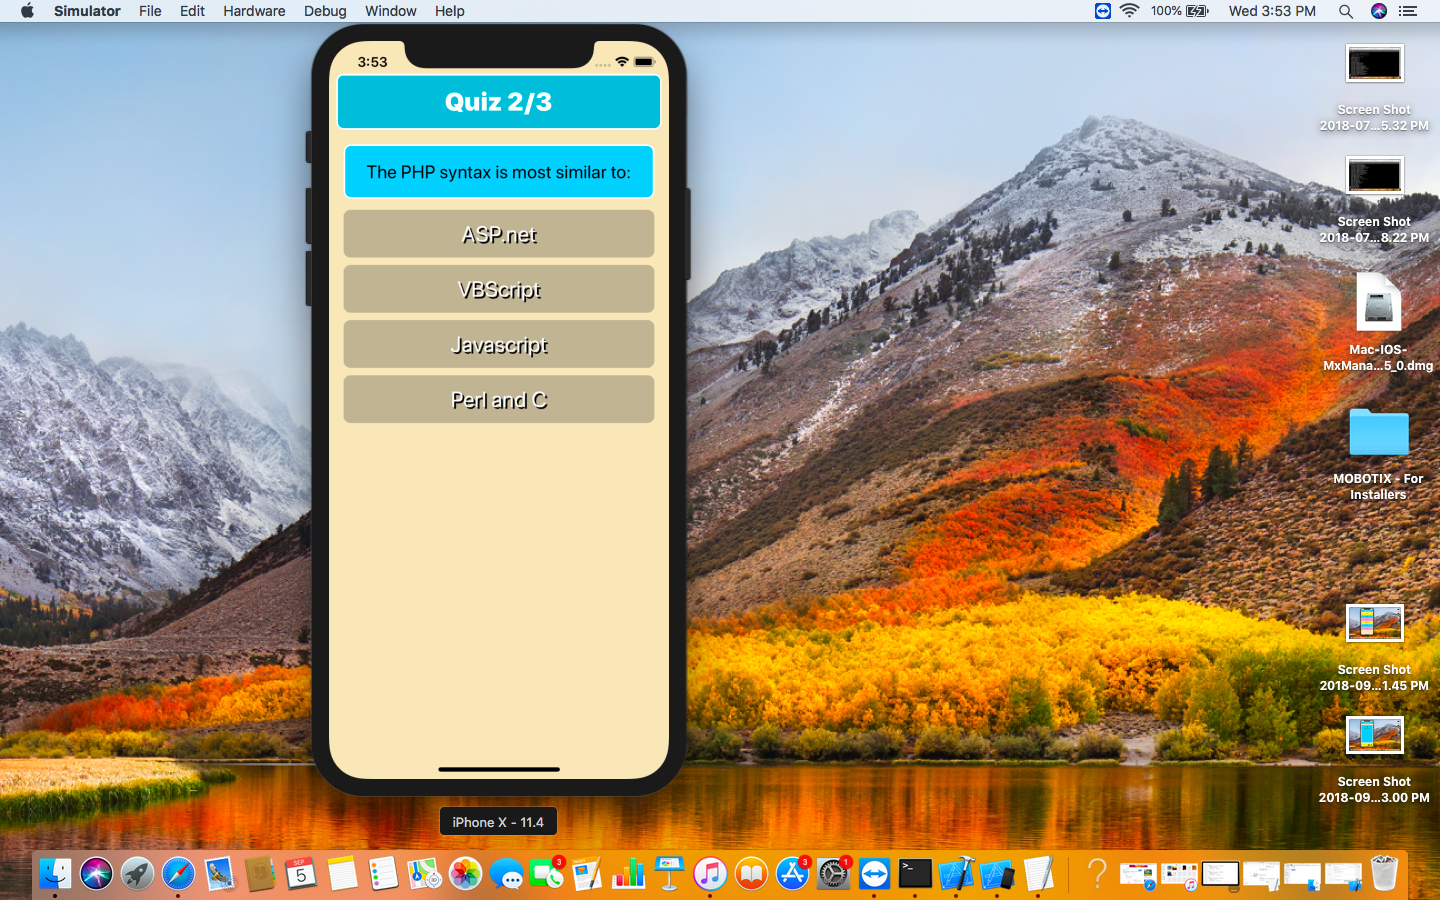 Simulator File Edit Hardware Debug Window Help
100% Wed 3:53 PM
3:53
Quiz 2/3
The PHP syntax is most similar to:
ASP.net
VBScript
Javascript
Perl and C
iPhone X - 11.4
Screen Shot
2018-07...5.32 PM
Screen Shot
2018-07...8.22 PM
Mac-IOS-
MxMana...5_0.dmg
MOBOTIX - For
Installers
Screen Shot
2018-09...1.45 PM
Screen Shot
2018-09...3.00 PM
SEP
5
3
3
1